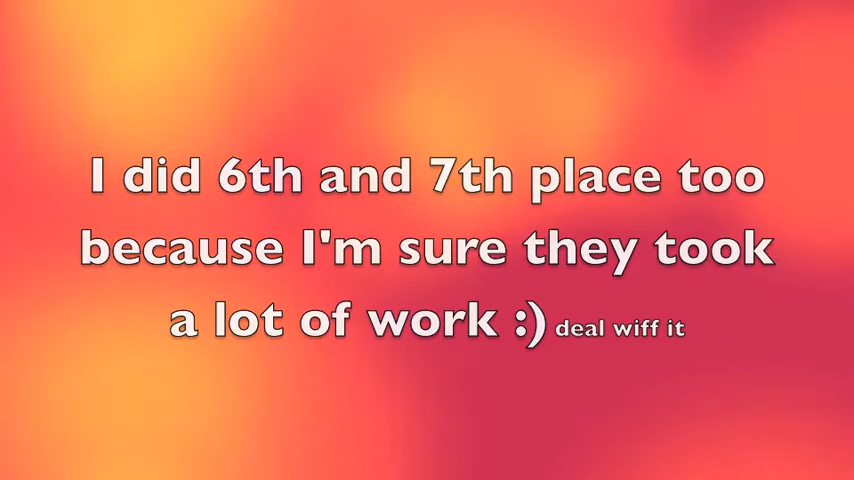 I did 6th and 7th place too
because I'm sure they took
a lot of work :) deal wiff it